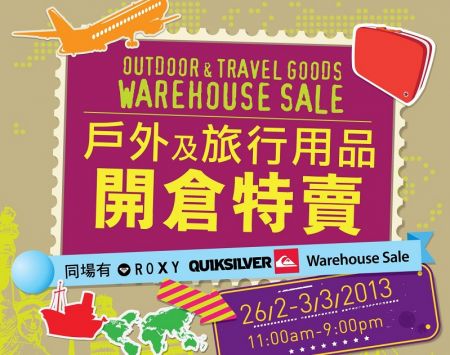 OUTDOOR & TRAVEL GOODS
WAREHOUSE SALE
戶外及旅行用品
開倉特賣
同場有 ROXY QUIKSILVER Warehouse Sale
26/2-3/3/2013
11:00am-9:00pm